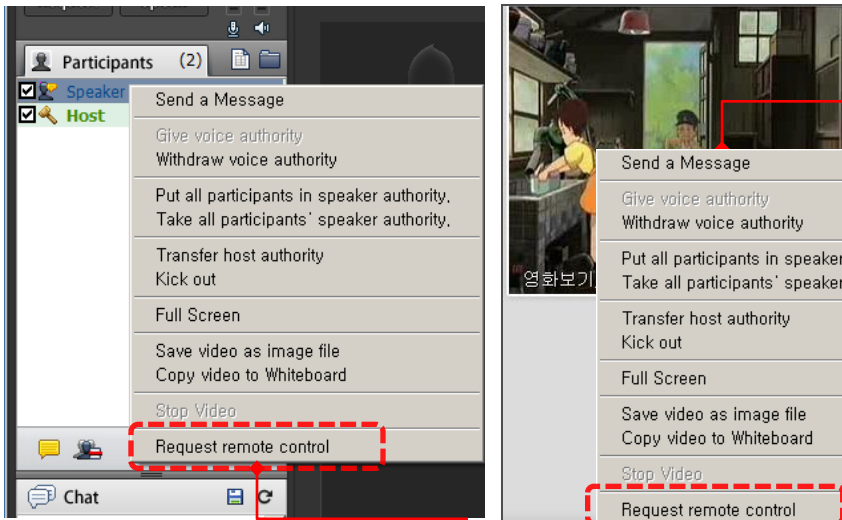 Participants (2)
Speaker
Host
Send a Message
Give voice authority
Withdraw voice authority
Put all participants in speaker authority,
Take all participants' speaker authority,
Transfer host authority
Kick out
Full Screen
Save video as image file
Copy video to Whiteboard
Stop Video
Request remote control
Chat
영화보기
Send a Message
Give voice authority
Withdraw voice authority
Put all participants in speaker
Take all participants' speaker
Transfer host authority
Kick out
Full Screen
Save video as image file
Copy video to Whiteboard
Stop Video
Request remote control